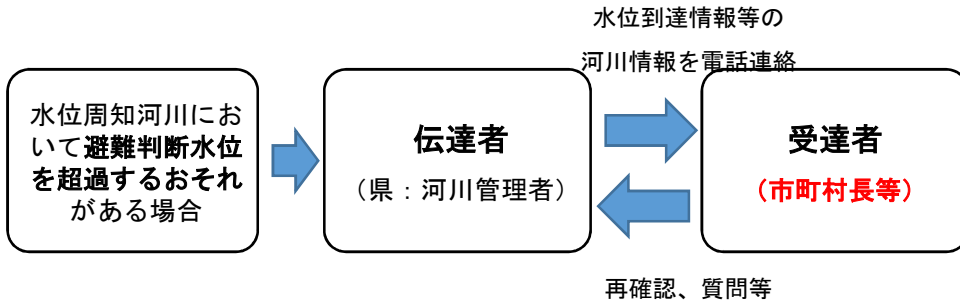 水位到達情報等の
河川情報を電話連絡
水位周知河川にお
いて避難判断水位
を超過するおそれ
がある場合
伝達者
（県：河川管理者）
受達者
（市町村長等）
再確認、質問等